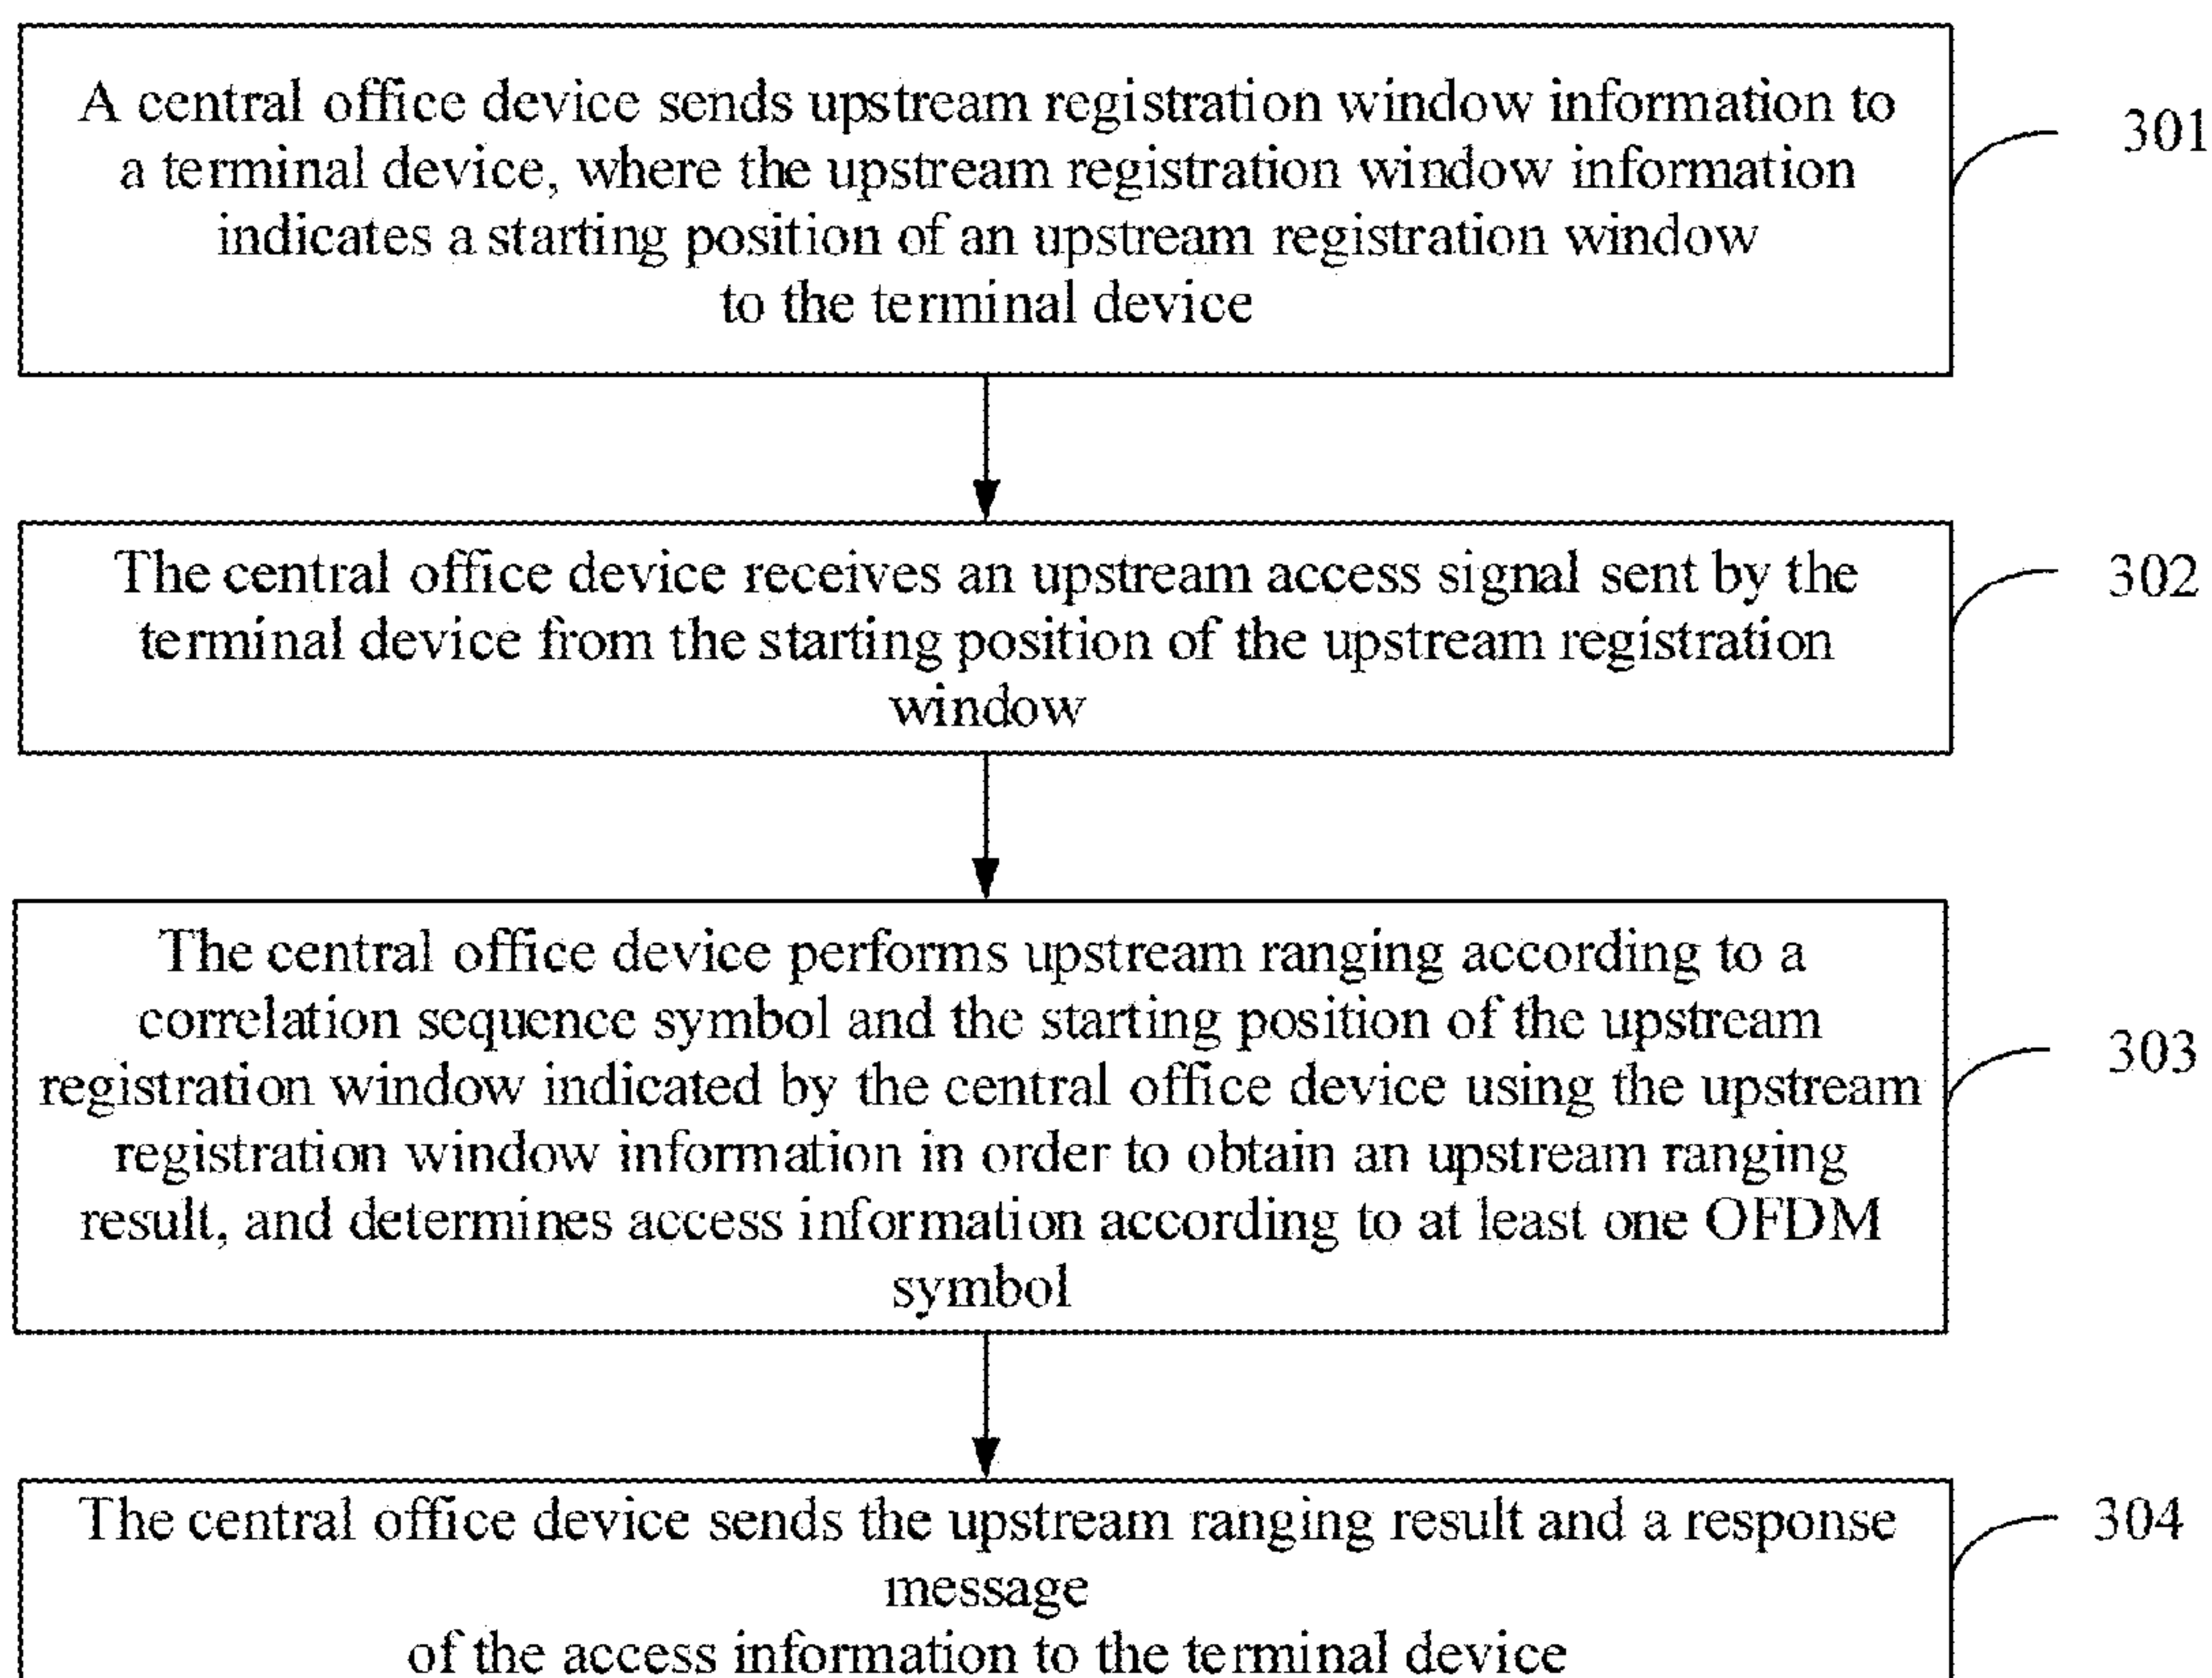 A central office device sends upstream registration window information to
a terminal device, where the upstream registration window information
indicates a starting position of an upstream registration window
to the terminal device
301
The central office device receives an upstream access signal sent by the
terminal device from the starting position of the upstream registration
window
302
The central office device performs upstream ranging according to a
correlation sequence symbol and the starting position of the upstream
registration window indicated by the central office device using the upstream
registration window information in order to obtain an upstream ranging
result, and determines access information according to at least one OFDM
symbol
303
The central office device sends the upstream ranging result and a response
message
of the access information to the terminal device
304